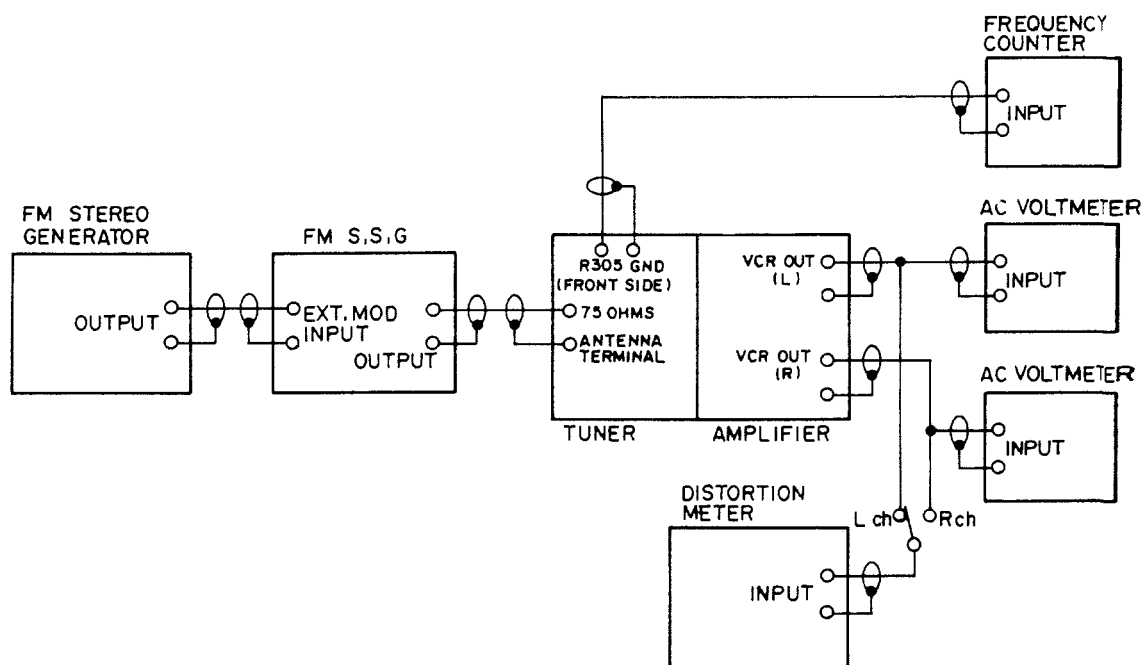 FREQUENCY
COUNTER
INPUT
FM STEREO
GENERATOR
OUTPUT
FM S.S.G
EXT.MOD
INPUT
OUTPUT
R305 GND
(FRONT SIDE)
75 OHMS
ANTENNA
TERMINAL
TUNER
VCR OUT
(L)
VCR OUT
(R)
AMPLIFIER
AC VOLTMETER
INPUT
AC VOLTMETER
INPUT
DISTORTION
METER
INPUT
L ch
Rch